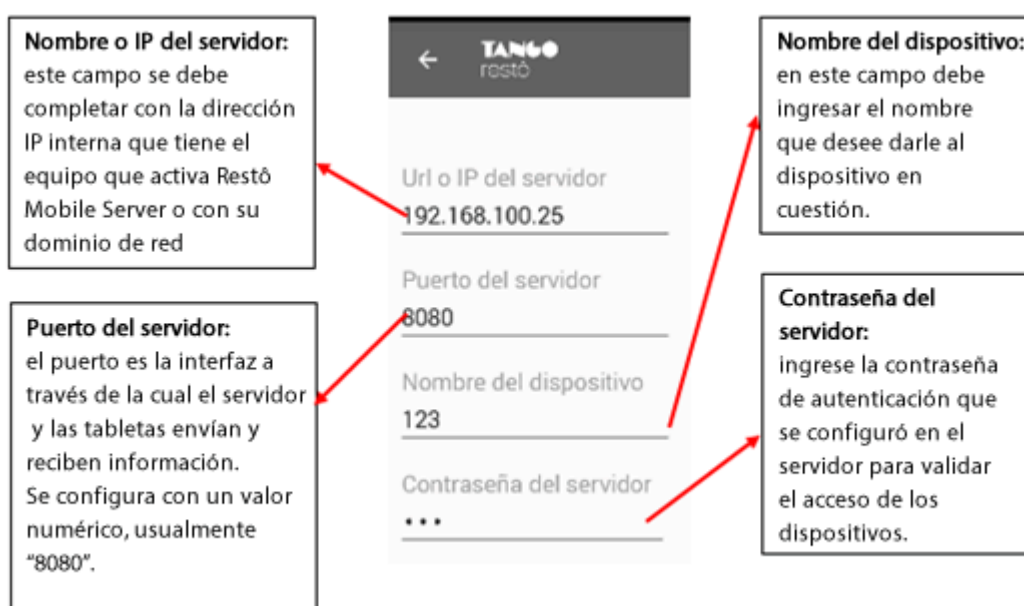 Nombre o IP del servidor:
este campo se debe
completar con la dirección
IP interna que tiene el
equipo que activa Restô
Mobile Server o con su
dominio de red
Puerto del servidor:
el puerto es la interfaz a
través de la cual el servidor
y las tabletas envían y
reciben información.
Se configura con un valor
numérico, usualmente
“8080”.
TANGO
restô
Url o IP del servidor
192.168.100.25
Puerto del servidor
8080
Nombre del dispositivo
123
Contraseña del servidor
•••
Nombre del dispositivo:
en este campo debe
ingresar el nombre
que desee darle al
dispositivo en
cuestión.
Contraseña del
servidor:
ingrese la contraseña
de autenticación que
se configuró en el
servidor para validar
el acceso de los
dispositivos.